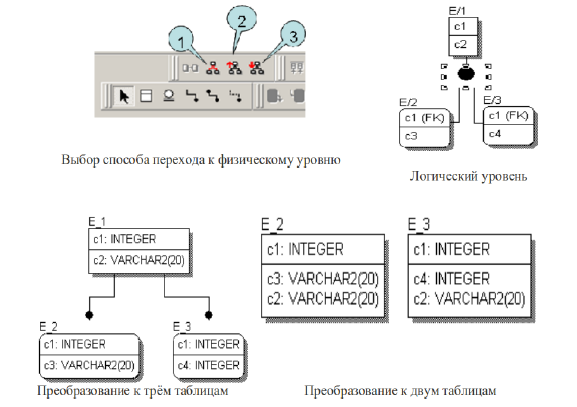 1
2
3
Выбор способа перехода к физическому уровню
E/1
c1
c2
E/2
c1 (FK)
c3
E/3
c1 (FK)
c4
Логический уровень
E_1
c1: INTEGER
c2: VARCHAR2(20)
E_2
c1: INTEGER
c3: VARCHAR2(20)
E_3
c1: INTEGER
c4: INTEGER
Преобразование к трём таблицам
E_2
c1: INTEGER
c3: VARCHAR2(20)
c2: VARCHAR2(20)
E_3
c1: INTEGER
c4: INTEGER
c2: VARCHAR2(20)
Преобразование к двум таблицам